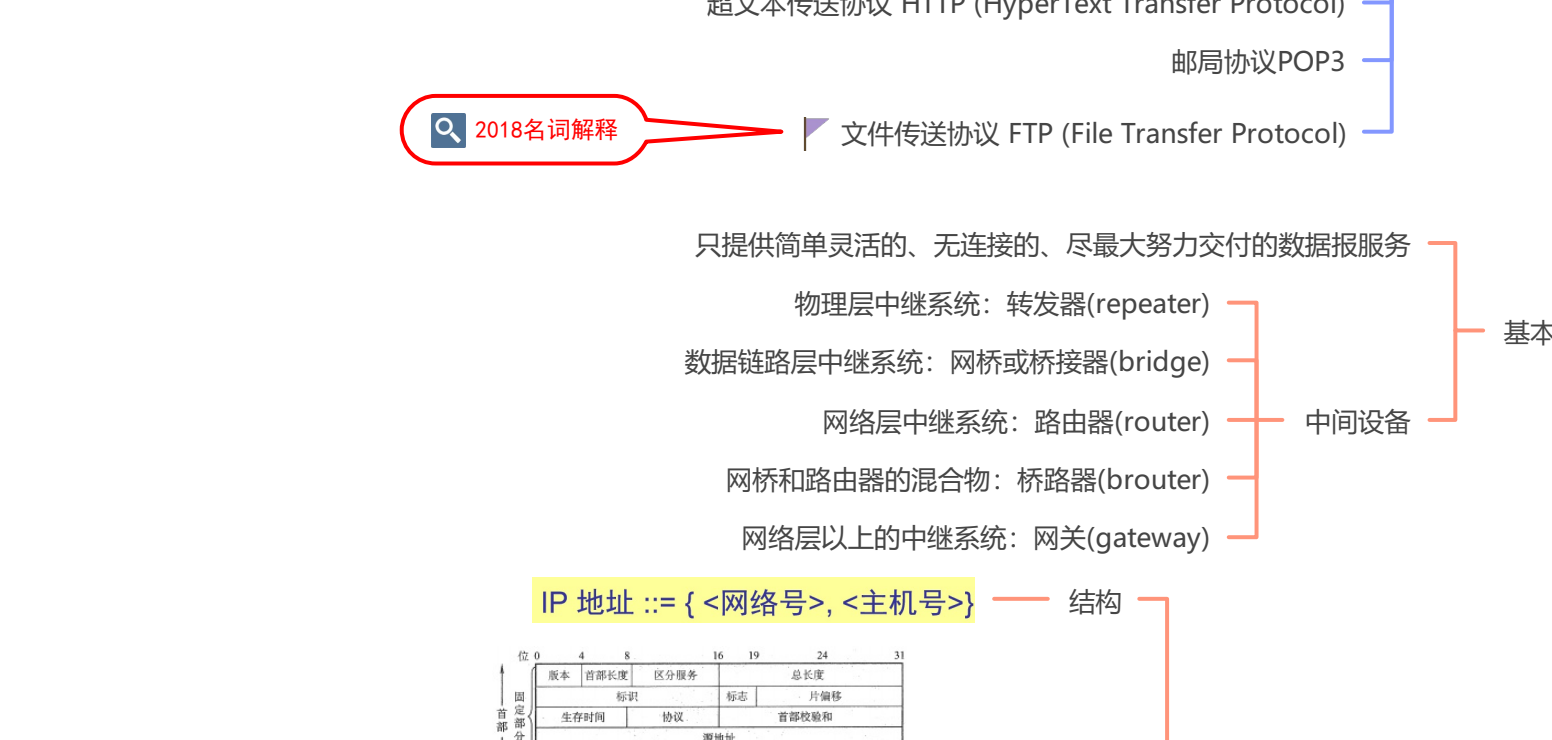 超文本传送协议 HTTP (HyperText Transfer Protocol)
邮局协议POP3
2018名词解释
文件传送协议 FTP (File Transfer Protocol)
只提供简单灵活的、无连接的、尽最大努力交付的数据报服务
物理层中继系统：转发器(repeater)
基本
数据链路层中继系统：网桥或桥接器(bridge)
网络层中继系统：路由器(router)
中间设备
网桥和路由器的混合物：桥路器(brouter)
网络层以上的中继系统：网关(gateway)
IP 地址 ::= { <网络号>, <主机号>}
结构
位 0 4 8 16 19 24 31
版本 首部长度 区分服务 总长度
标识 标志 片偏移
生存时间 协议 首部校验和
源地址
首部
固定部分